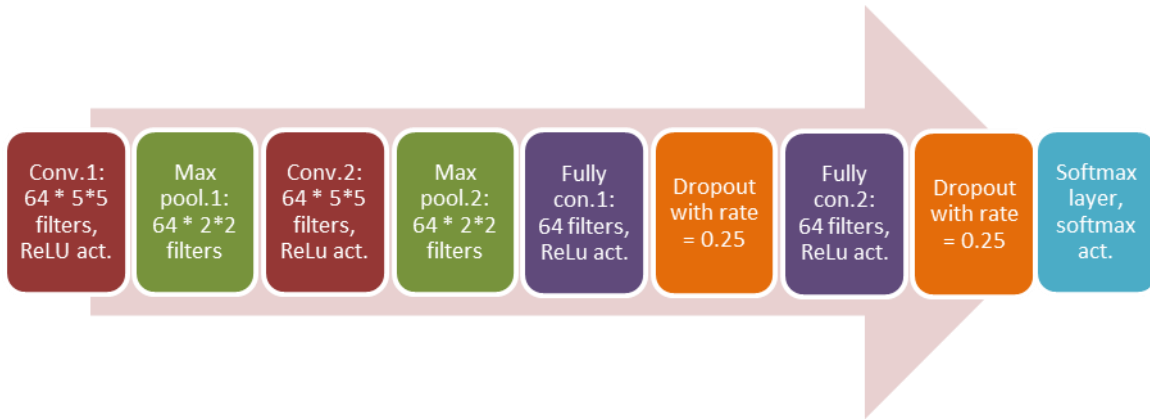 Conv.1:
64 * 5*5
filters,
ReLU act.
Max
pool.1:
64 * 2*2
filters
Conv.2:
64 * 5*5
filters,
ReLu act.
Max
pool.2:
64 * 2*2
filters
Fully
con.1:
64 filters,
ReLu act.
Dropout
with rate
= 0.25
Fully
con.2:
64 filters,
ReLu act.
Dropout
with rate
= 0.25
Softmax
layer,
softmax
act.